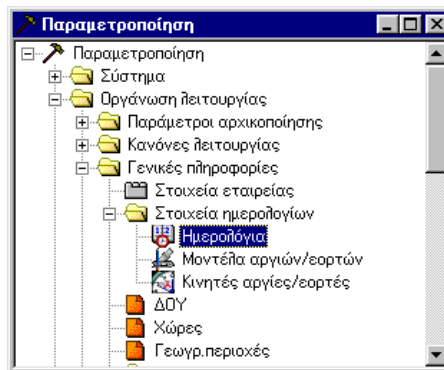 Παραμετροποίηση
Παραμετροποίηση
Σύστημα
Οργάνωση λειτουργίας
Παράμετροι αρχικοποίησης
Κανόνες λειτουργίας
Γενικές πληροφορίες
Στοιχεία εταιρείας
Στοιχεία ημερολογίων
Ημερολόγια
Μοντέλα αργιών/εορτών
Κινητές αργίες/εορτές
ΔΟΥ
Χώρες
Γεωγρ.περιοχές